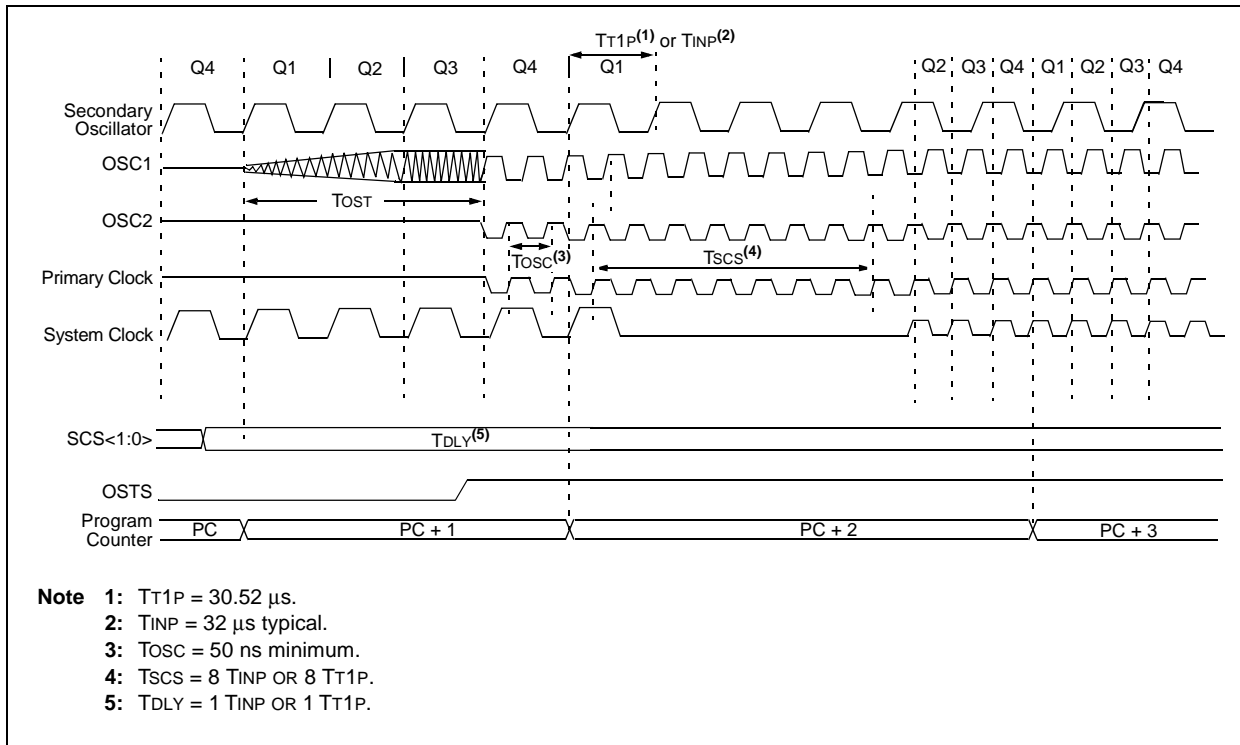 TT1P(1) or TINP(2)
Q4 Q1 Q2 Q3 Q4 Q1 Q2 Q3 Q4 Q1 Q2 Q3 Q4
Secondary
Oscillator
OSC1
TOST
OSC2
TOSC(3)
TSCS(4)
Primary Clock
System Clock
SCS<1:0>
TDLY(5)
OSTS
Program
Counter
PC PC + 1 PC + 2 PC + 3
Note 1: TT1P = 30.52 μs.
2: TINP = 32 μs typical.
3: TOSC = 50 ns minimum.
4: TSCS = 8 TINP OR 8 TT1P.
5: TDLY = 1 TINP OR 1 TT1P.